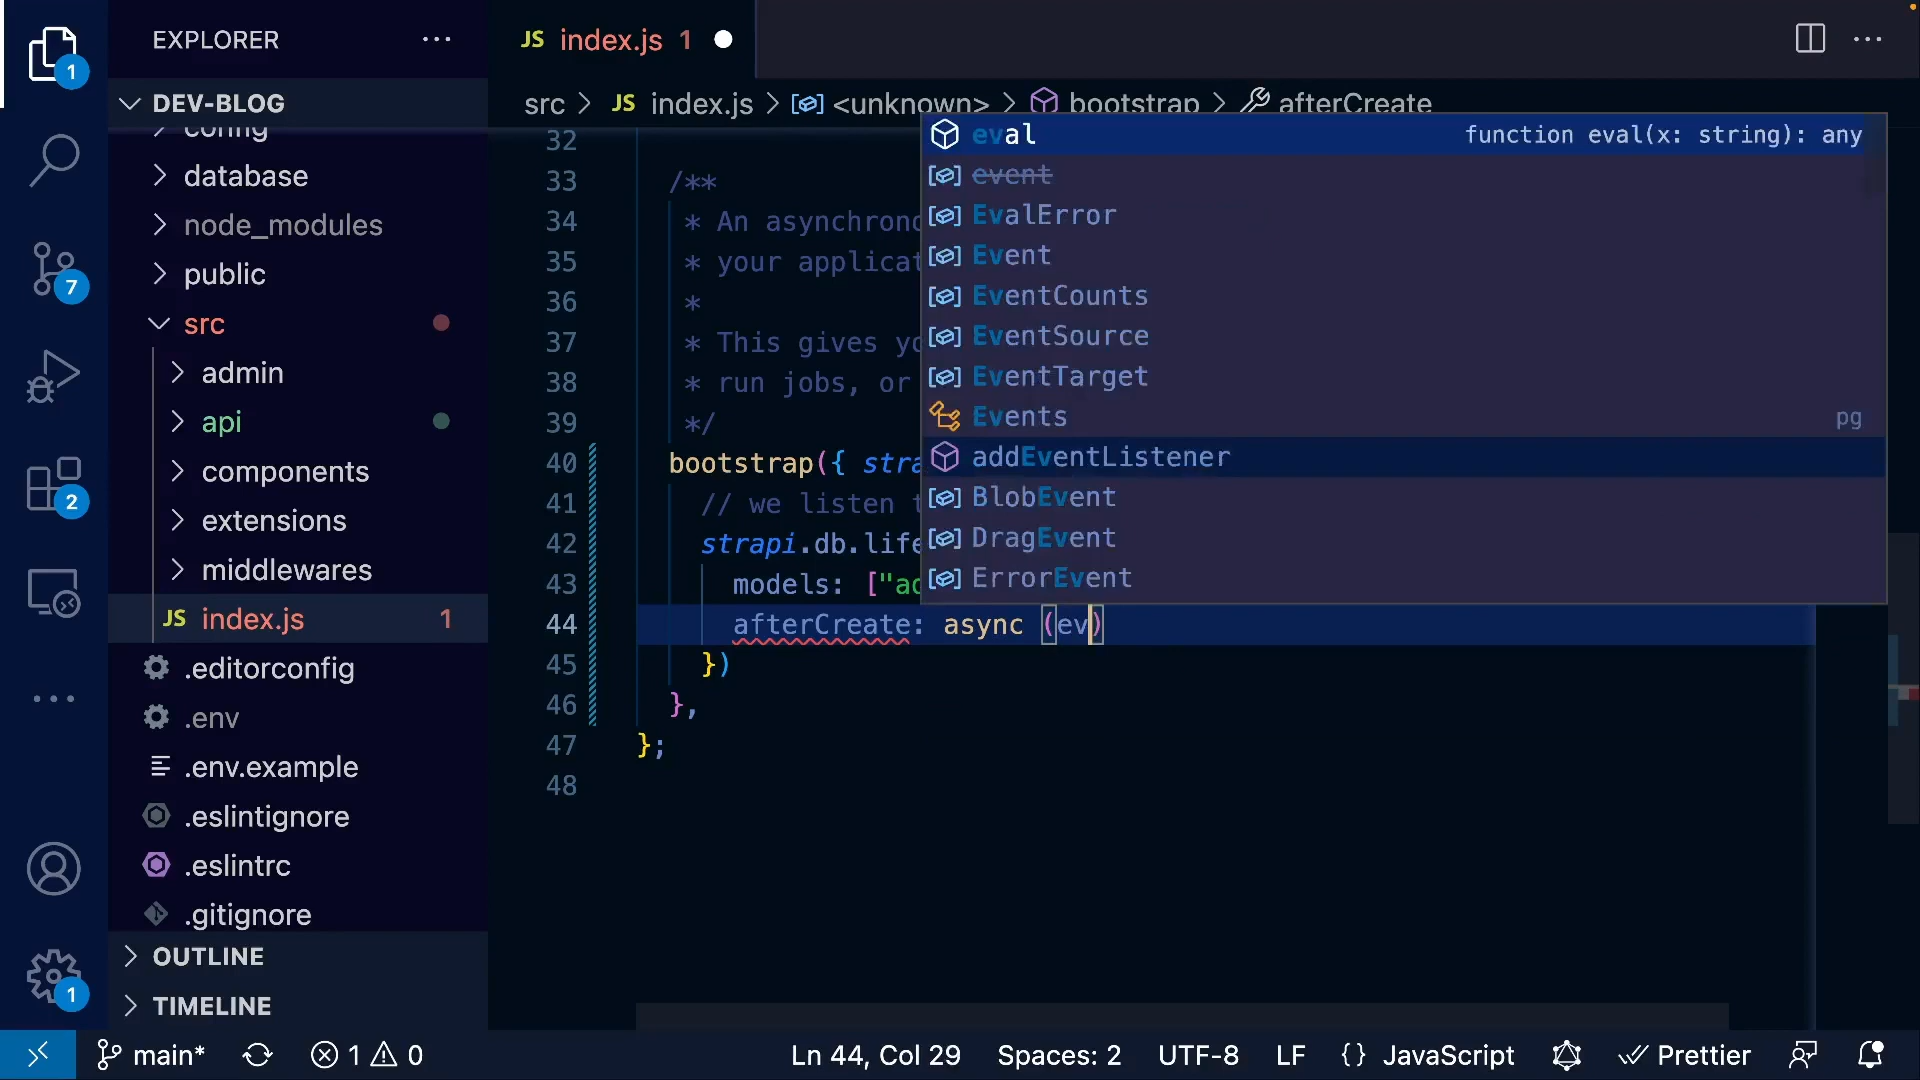 EXPLORER
JS index.js 1
DEV-BLOG
src > JS index.js > <unknown> > bootstrap > afterCreate
config
database
node_modules
public
src
admin
api
components
extensions
middlewares
JS index.js 1
.editorconfig
.env
.env.example
.eslintignore
.eslintrc
.gitignore
OUTLINE
TIMELINE
1
7
2
1
32
33 /**
34 * An asynchrono
35 * your applicat
36 *
37 * This gives yo
38 * run jobs, or
39 */
40 bootstrap({ stra
41 // we listen t
42 strapi.db.life
43 models: ["ad
44 afterCreate: async (ev)
45 })
46 },
47 };
48
eval function eval(x: string): any
event
EvalError
Event
EventCounts
EventSource
EventTarget
Events pg
addEventListener
BlobEvent
DragEvent
ErrorEvent
main* 1 0 Ln 44, Col 29 Spaces: 2 UTF-8 LF {} JavaScript Prettier